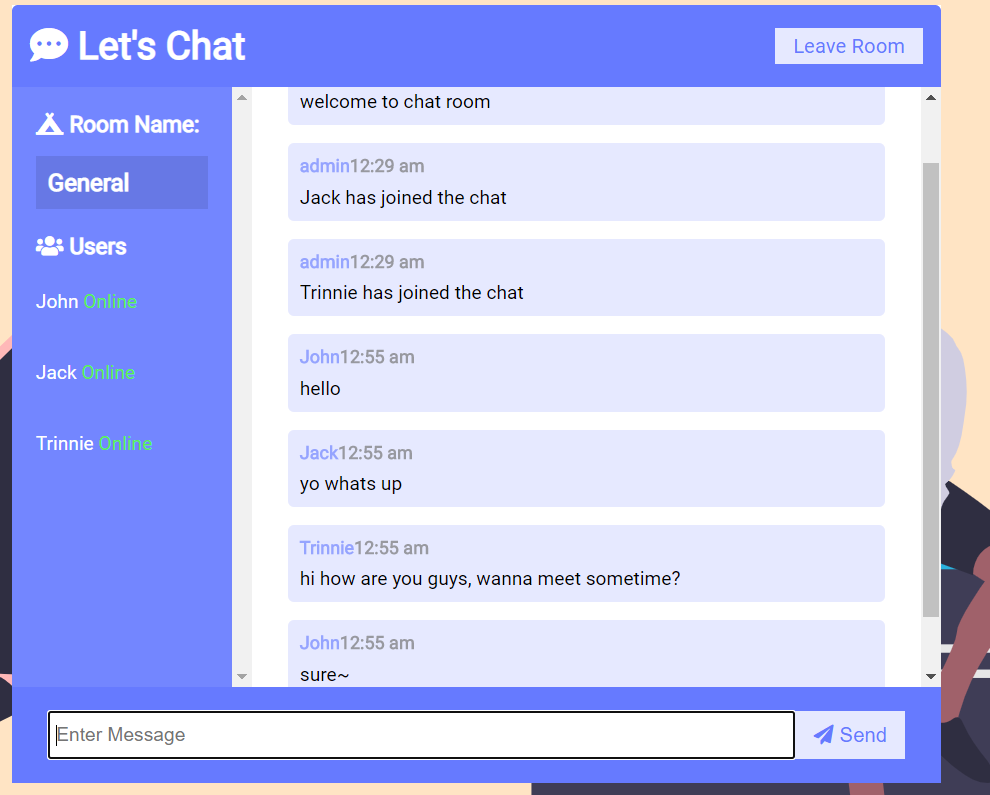 Let's Chat
Leave Room
Room Name:
General
Users
John Online
Jack Online
Trinnie Online
welcome to chat room
admin12:29 am
Jack has joined the chat
admin12:29 am
Trinnie has joined the chat
John12:55 am
hello
Jack12:55 am
yo whats up
Trinnie12:55 am
hi how are you guys, wanna meet sometime?
John12:55 am
sure~
Enter Message
Send